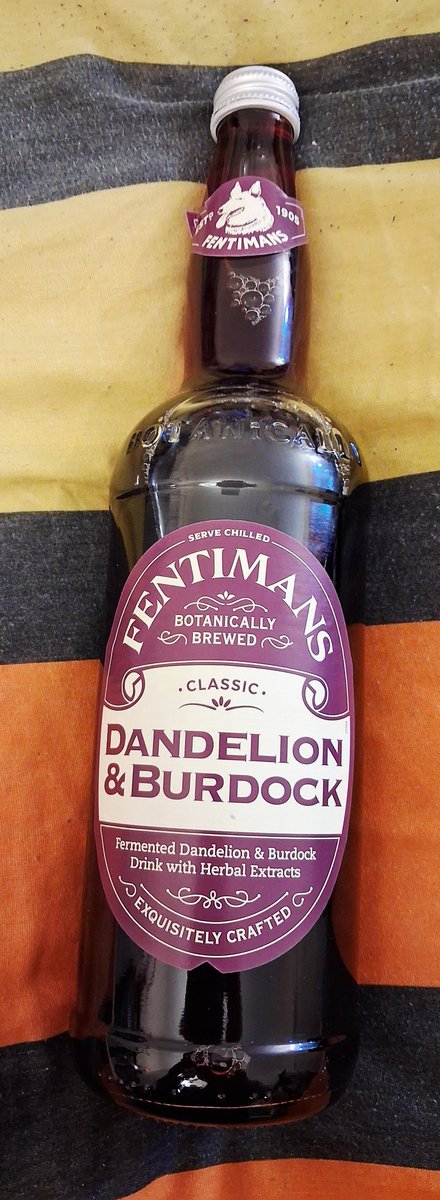 ESTD 1905
FENTIMANS
BOTANICALLY
SERVE CHILLED
FENTIMANS
BOTANICALLY
BREWED
CLASSIC
DANDELION
& BURDOCK
Fermented Dandelion & Burdock
Drink with Herbal Extracts
EXQUISITELY CRAFTED